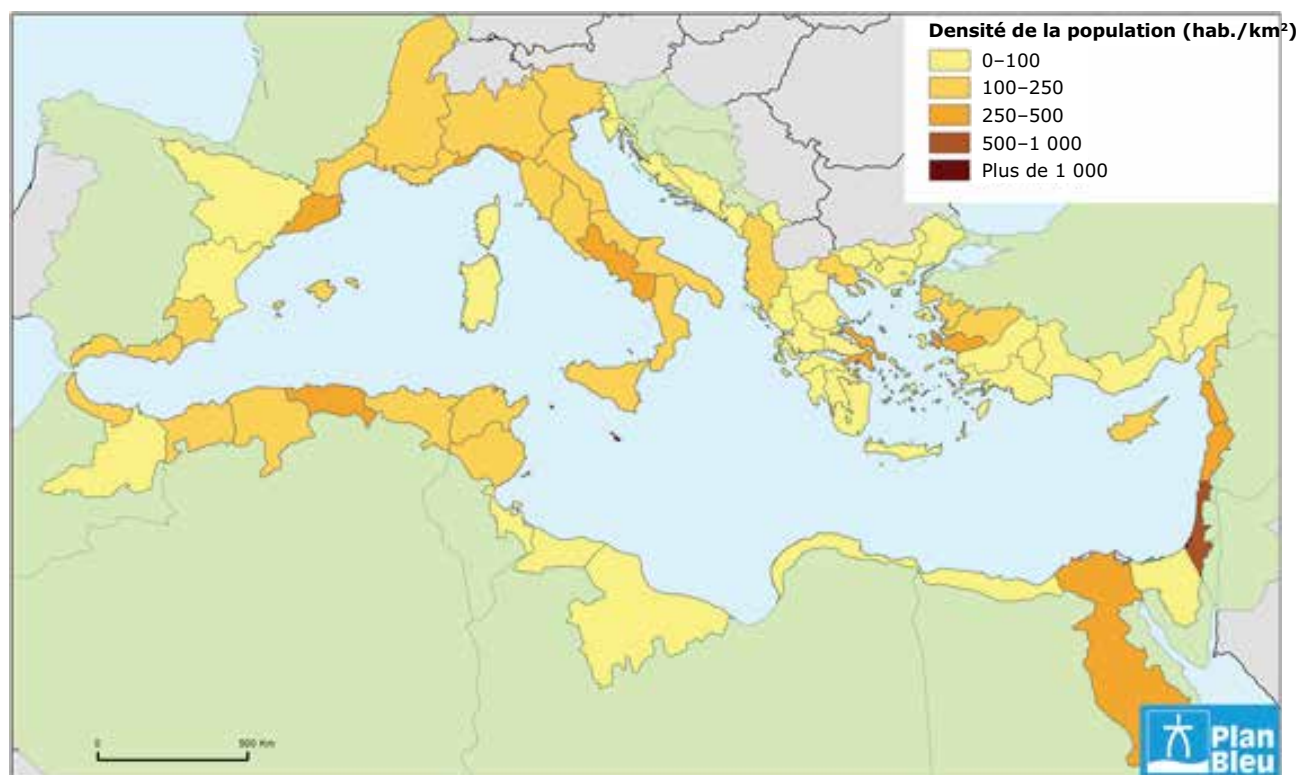 Densité de la population (hab./km²)
0–100
100–250
250–500
500–1 000
Plus de 1 000
0
500 Km
Plan
Bleu